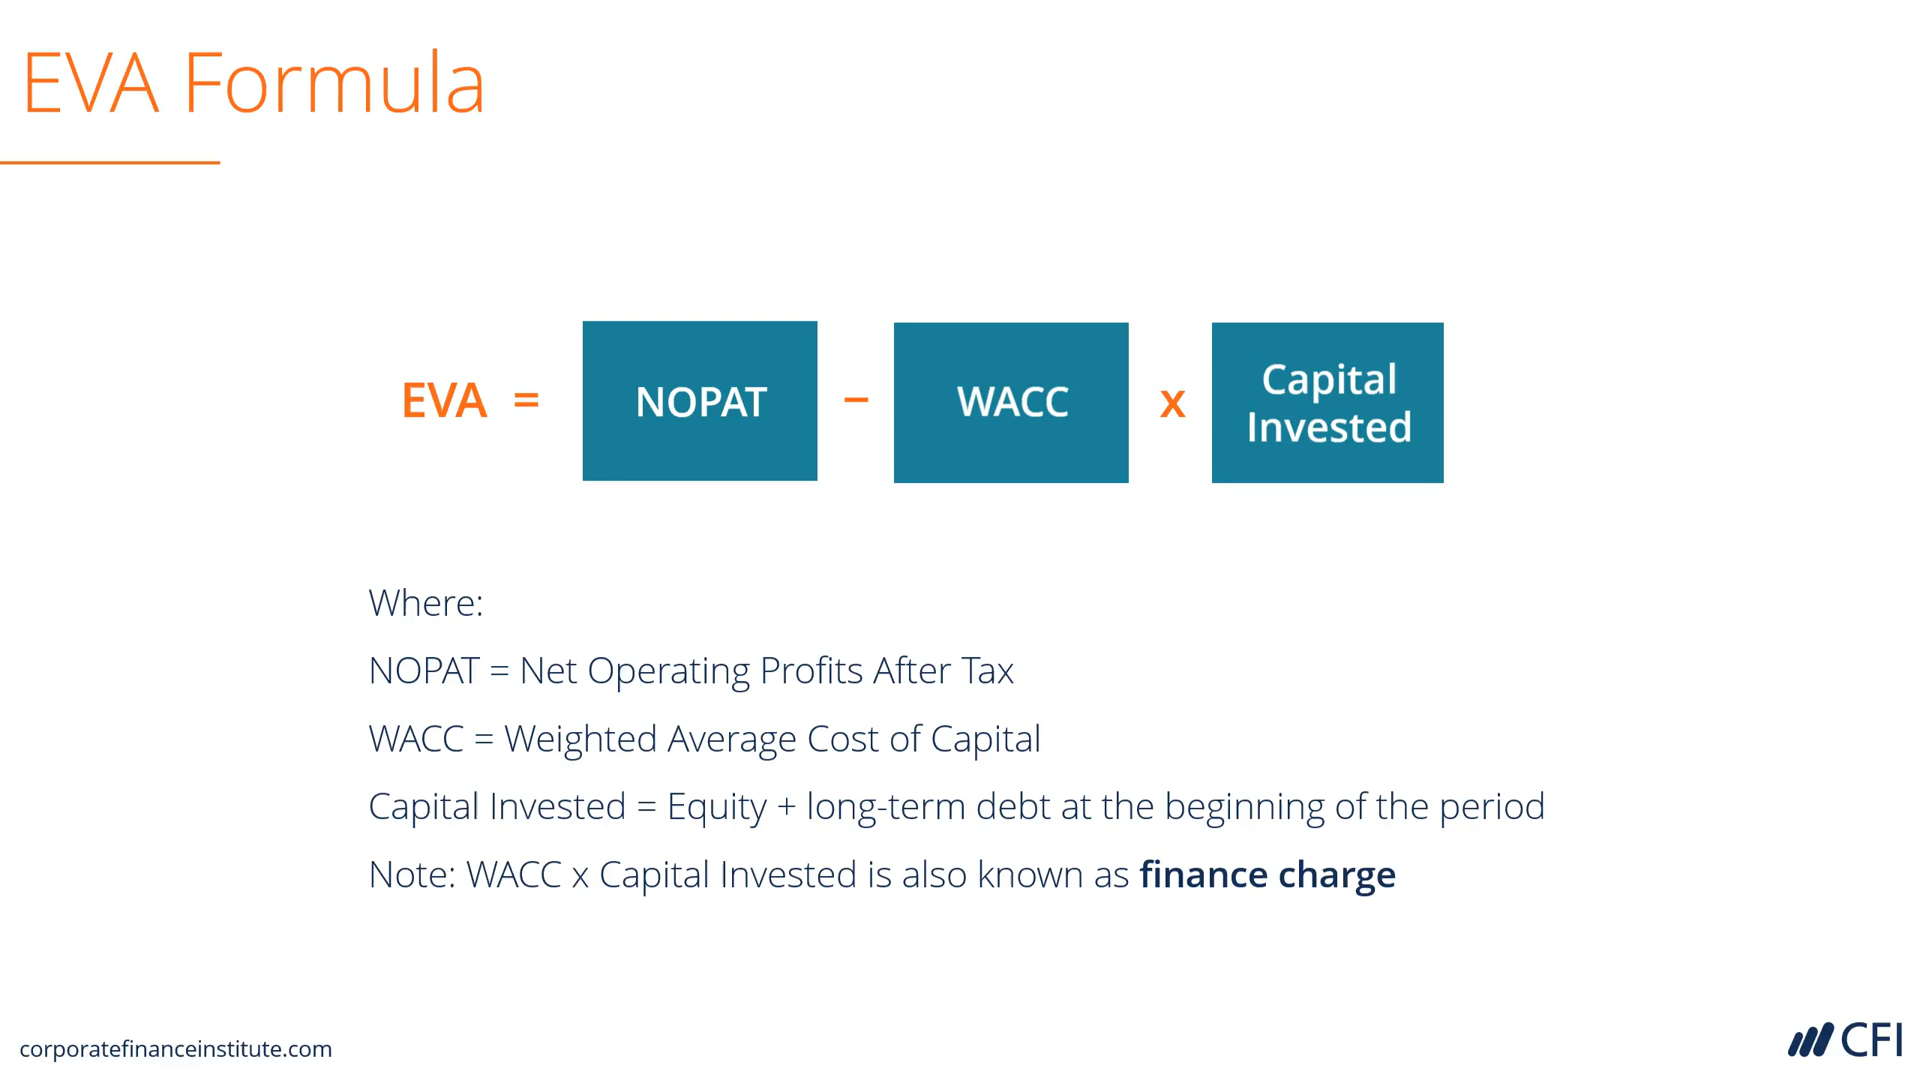 EVA Formula
EVA = NOPAT – WACC x Capital Invested
Where:
NOPAT = Net Operating Profits After Tax
WACC = Weighted Average Cost of Capital
Capital Invested = Equity + long-term debt at the beginning of the period
Note: WACC x Capital Invested is also known as finance charge
corporatefinanceinstitute.com
CFI